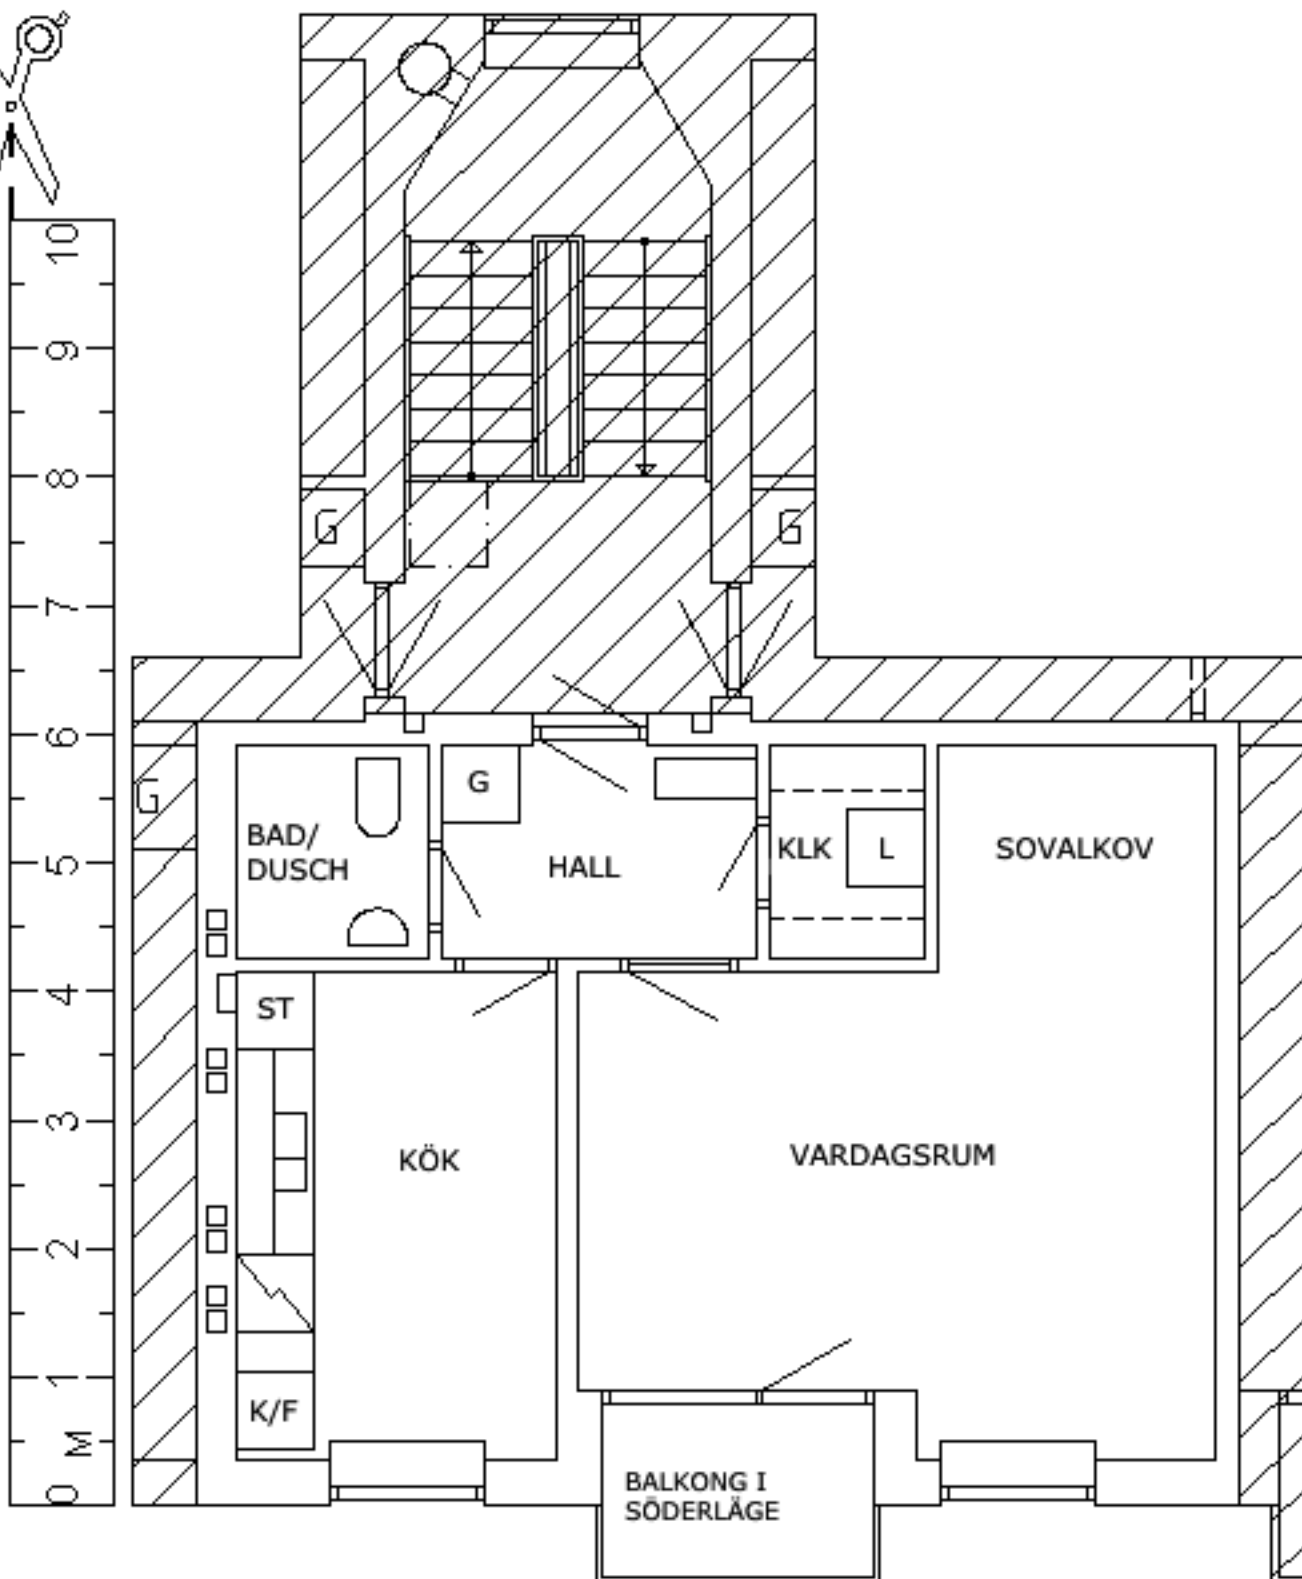 10
9
8
7
6
5
4
3
2
1
M
0
G
G
G
BAD/
DUSCH
G
HALL
KLK
L
SOVALKOV
ST
KÖK
VARDAGSRUM
K/F
BALKONG I
SÖDERLÄGE